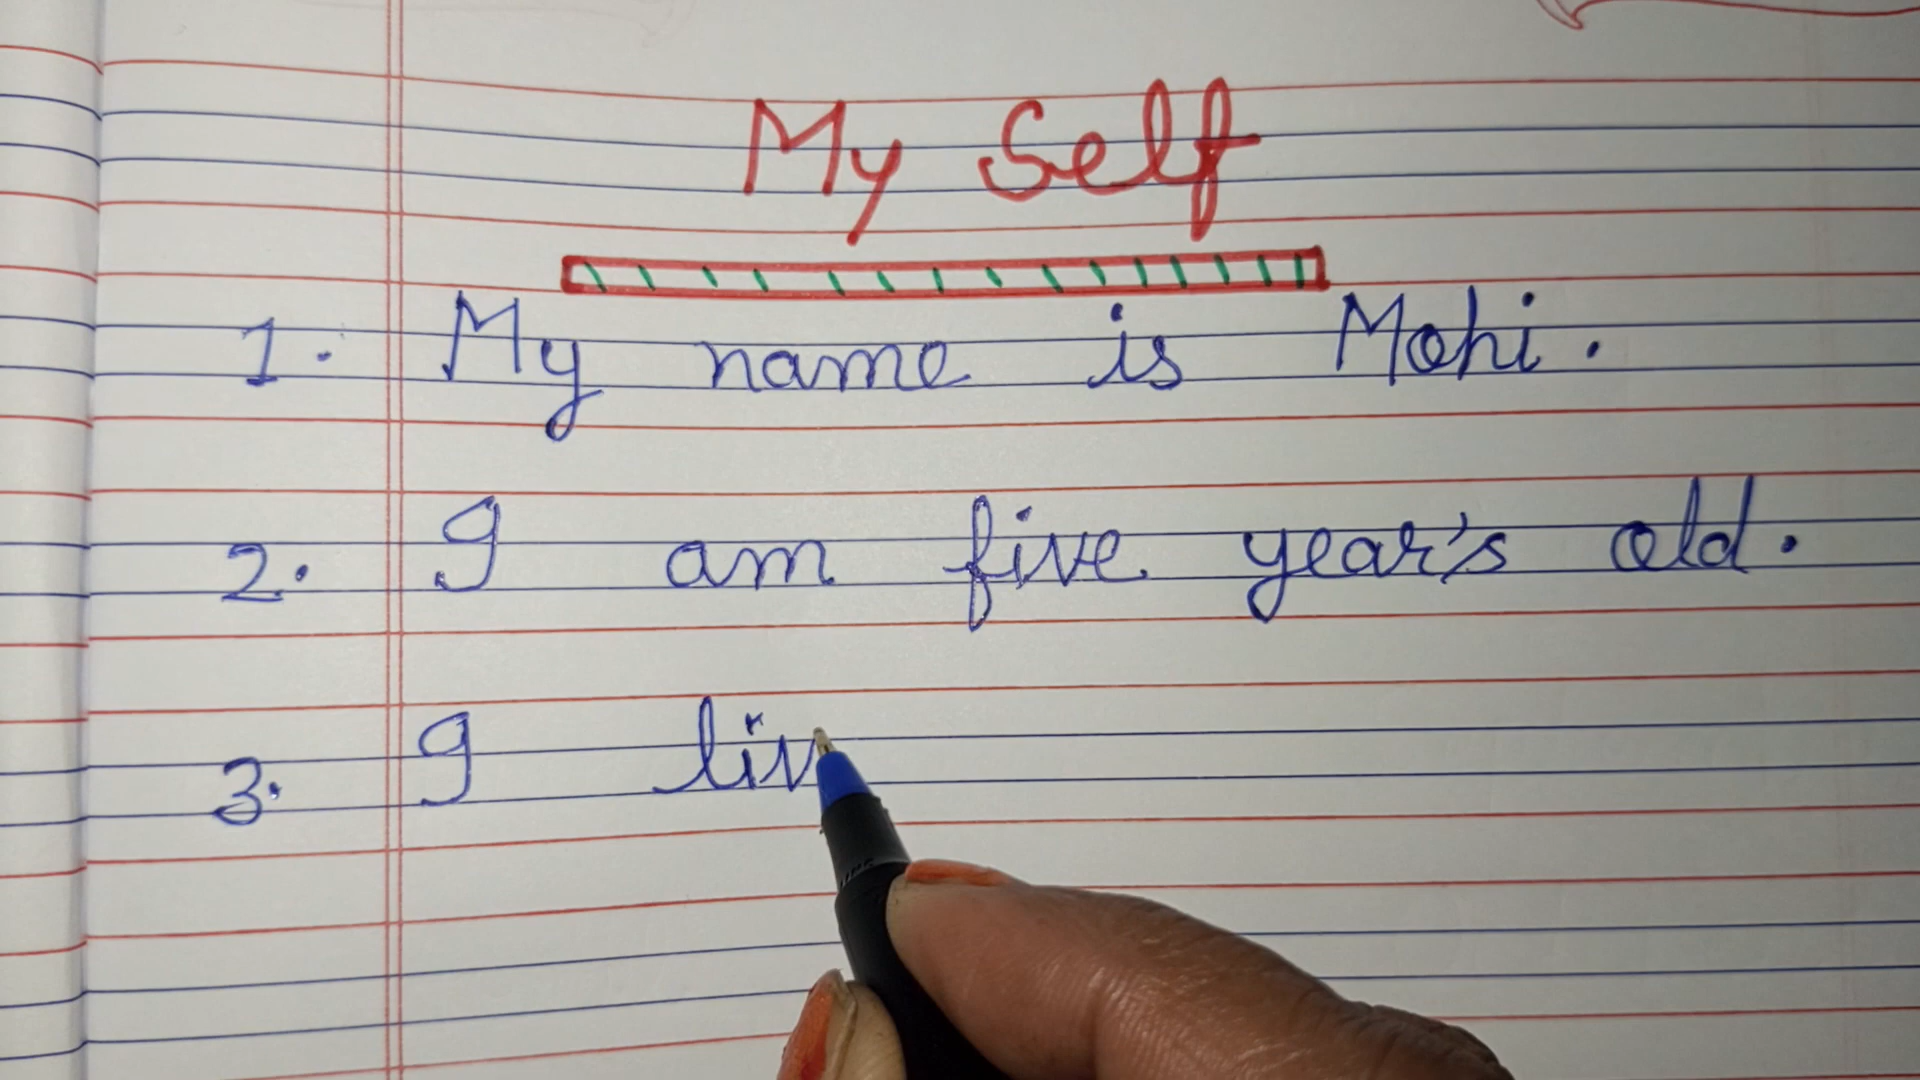 My Self
1. My name is Mohi.
2. I am five year's old.
3. I liv